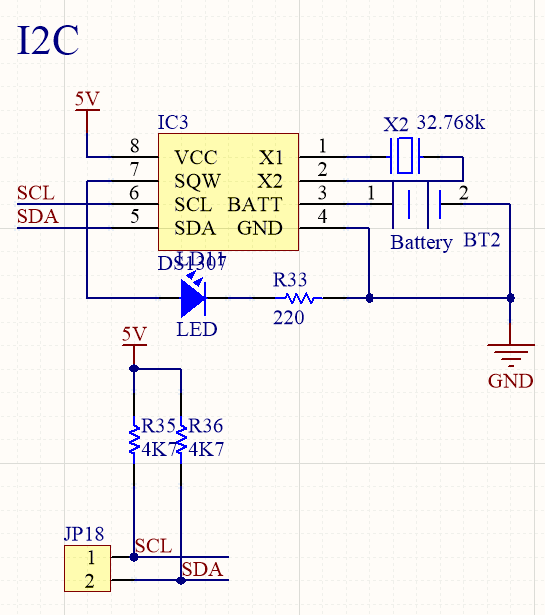 I2C
5V
IC3
X2 32.768k
8 VCC X1 1
7 SQW X2 2
SCL 6 SCL BATT 3 1 2
SDA 5 SDA GND 4
Battery BT2
DS1307
LD11
R33
LED 220
5V
GND
R35 R36
4K7 4K7
JP18
1 SCL
2 SDA